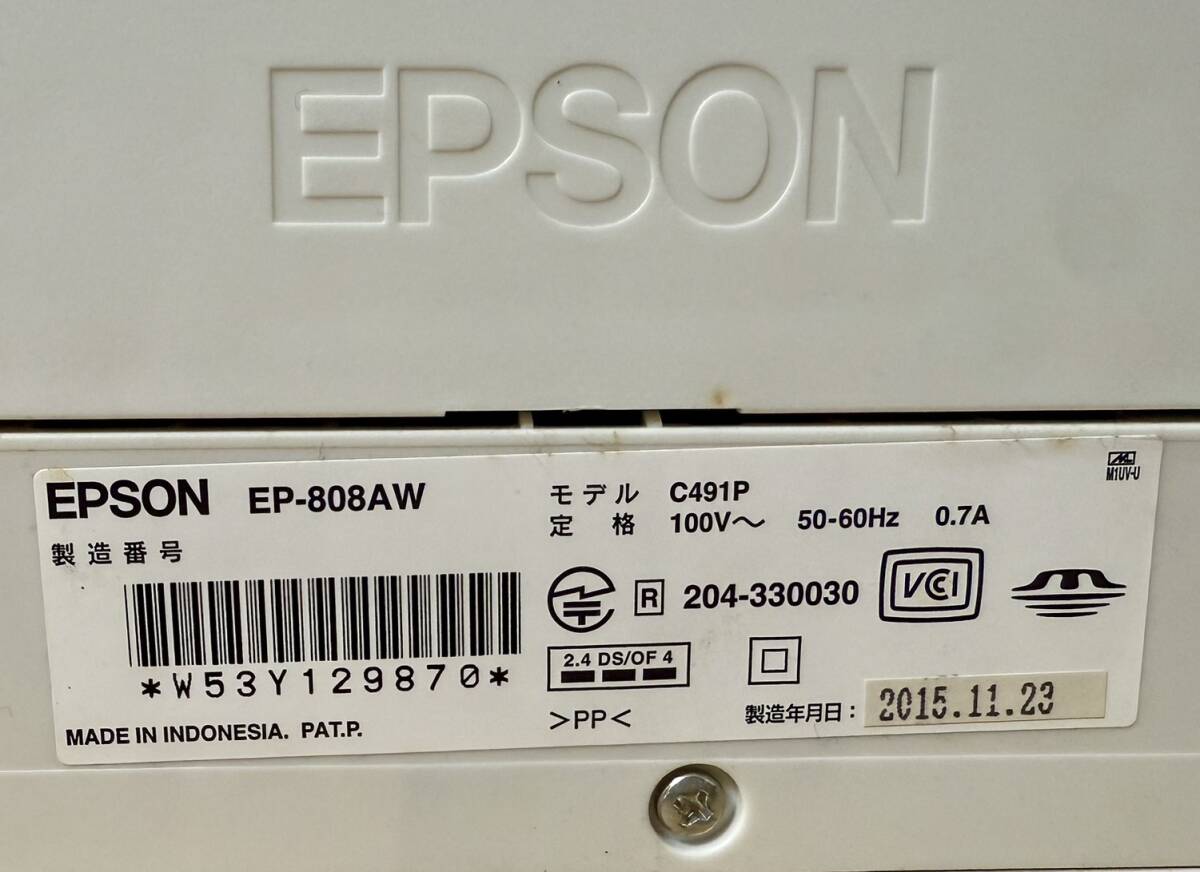 EPSON
EPSON EP-808AW
製造番号
*W53Y129870*
MADE IN INDONESIA. PAT.P.
モデル C491P
定格 100V～ 50-60Hz 0.7A
R 204-330030 VCCI
2.4 DS/OF 4
>PP<
製造年月日： 2015.11.23
M1UV-U